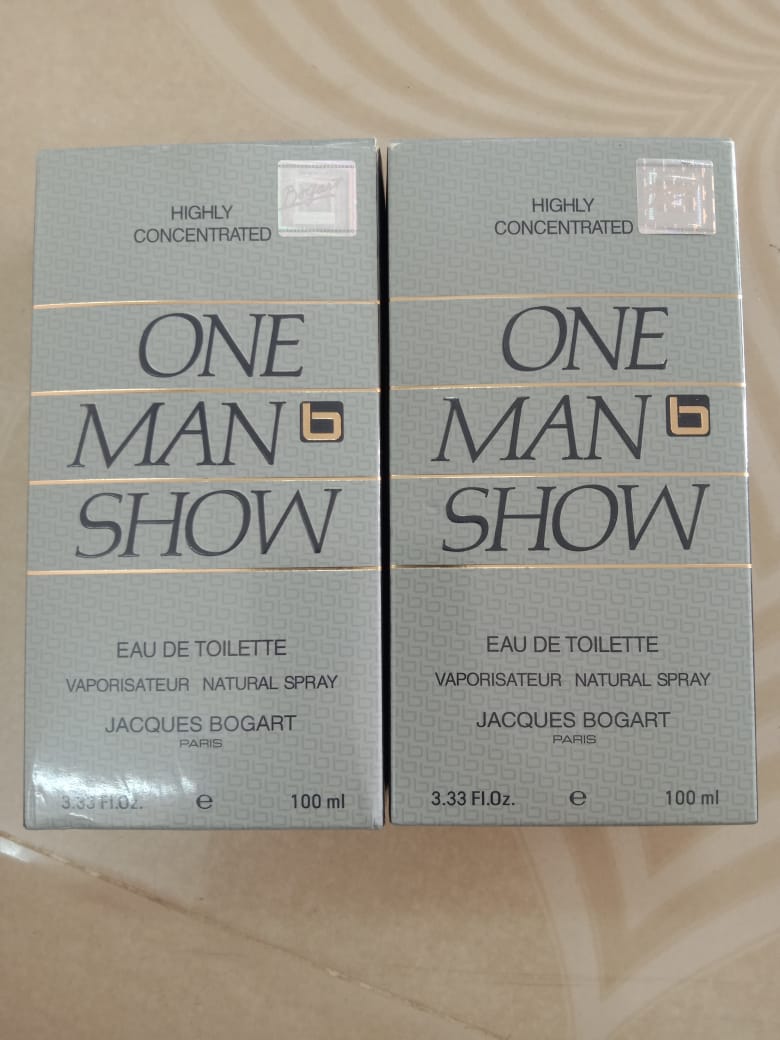 HIGHLY
CONCENTRATED
Bogart
ONE
MAN b
SHOW
EAU DE TOILETTE
VAPORISATEUR NATURAL SPRAY
JACQUES BOGART
PARIS
3.33 Fl.Oz. e 100 ml
HIGHLY
CONCENTRATED
ONE
MAN b
SHOW
EAU DE TOILETTE
VAPORISATEUR NATURAL SPRAY
JACQUES BOGART
PARIS
3.33 Fl.Oz. e 100 ml